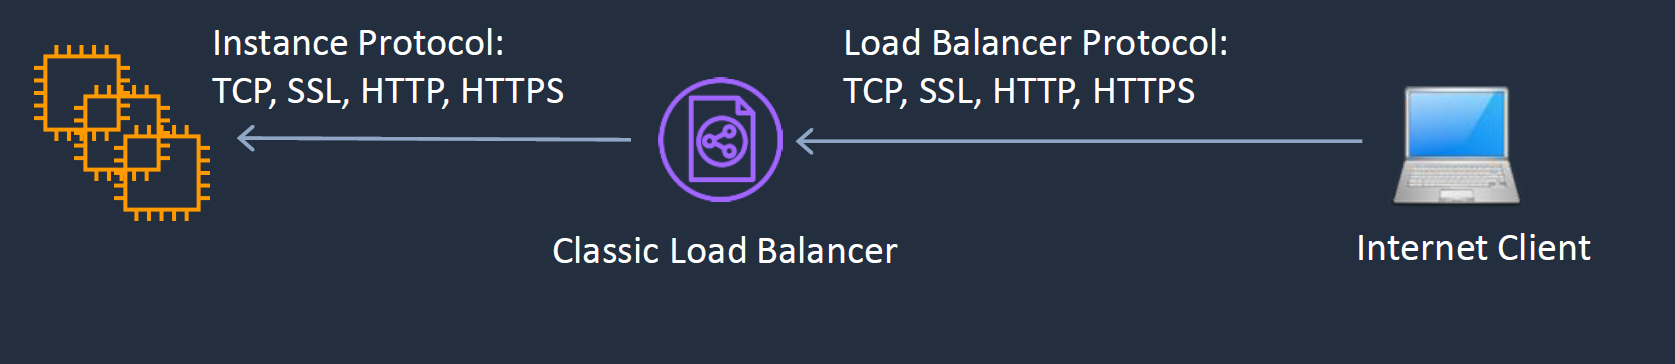 Instance Protocol:
TCP, SSL, HTTP, HTTPS
Load Balancer Protocol:
TCP, SSL, HTTP, HTTPS
Classic Load Balancer
Internet Client